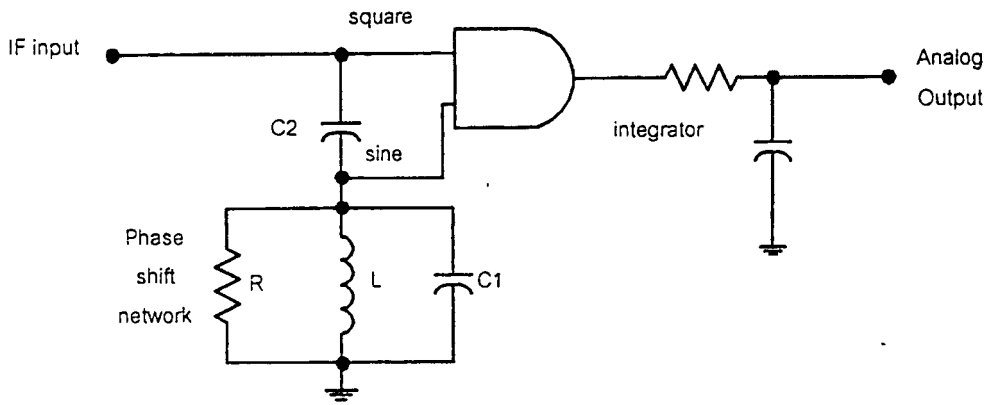 square
IF input
Analog
Output
C2
integrator
sine
Phase
shift
network
R
L
C1